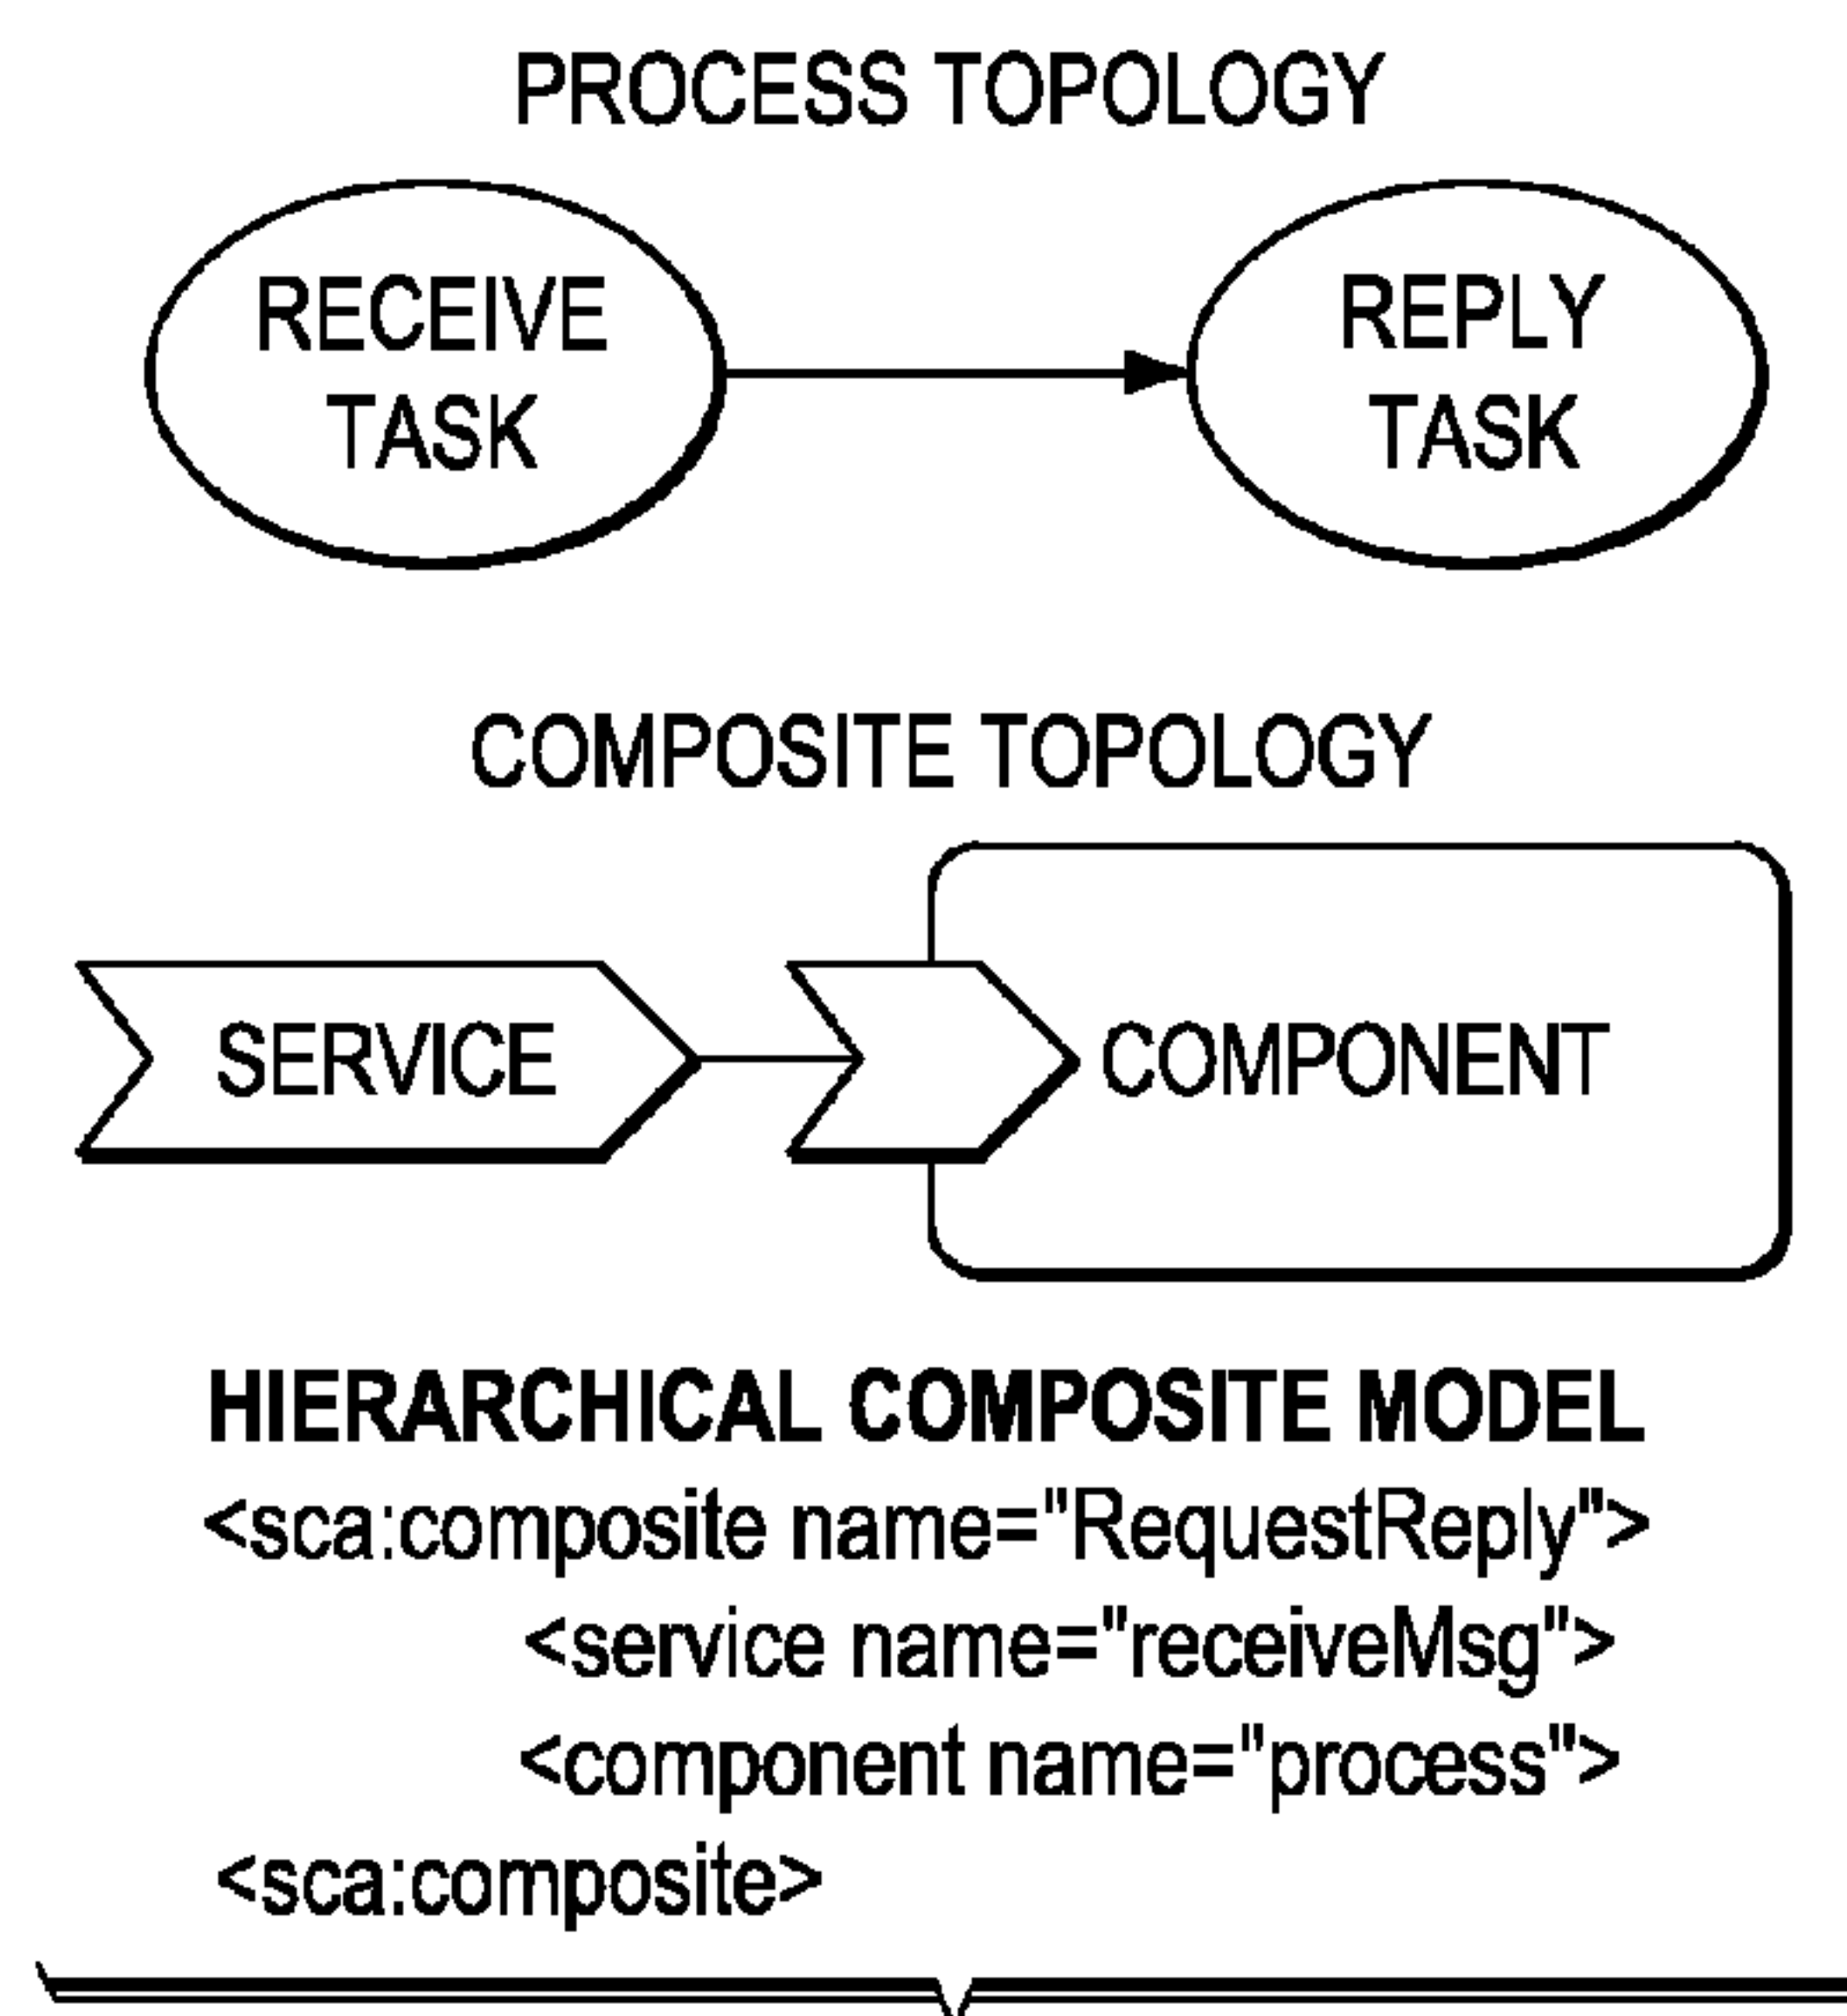 PROCESS TOPOLOGY
RECEIVE
TASK
REPLY
TASK
COMPOSITE TOPOLOGY
SERVICE
COMPONENT
HIERARCHICAL COMPOSITE MODEL
<sca:composite name="RequestReply">
<service name="receiveMsg">
<component name="process">
<sca:composite>